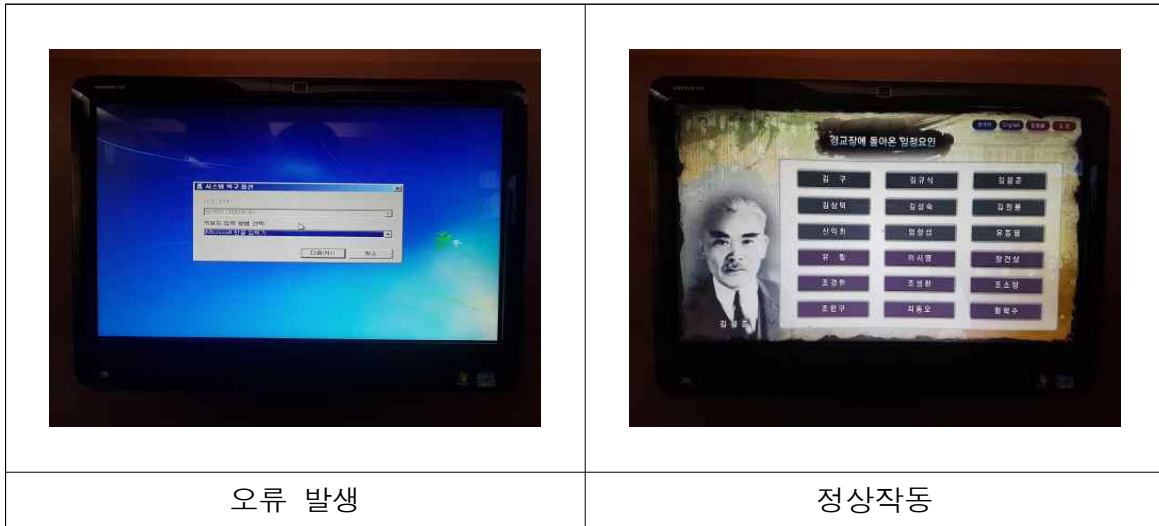 시스템 복구 옵션
키보드 입력 방법 선택:
Microsoft 한글 입력기
다음(N) >
취소
한국어 English
경교장에 돌아온 임정요인
김 구 김규식 김붕준
김상덕 김성숙 김원봉
신익희 엄항섭 유동열
유 림 이시영 장건상
조경한 조성환 조소앙
조완구 최동오 황학수
김 붕 준
오류 발생
정상작동